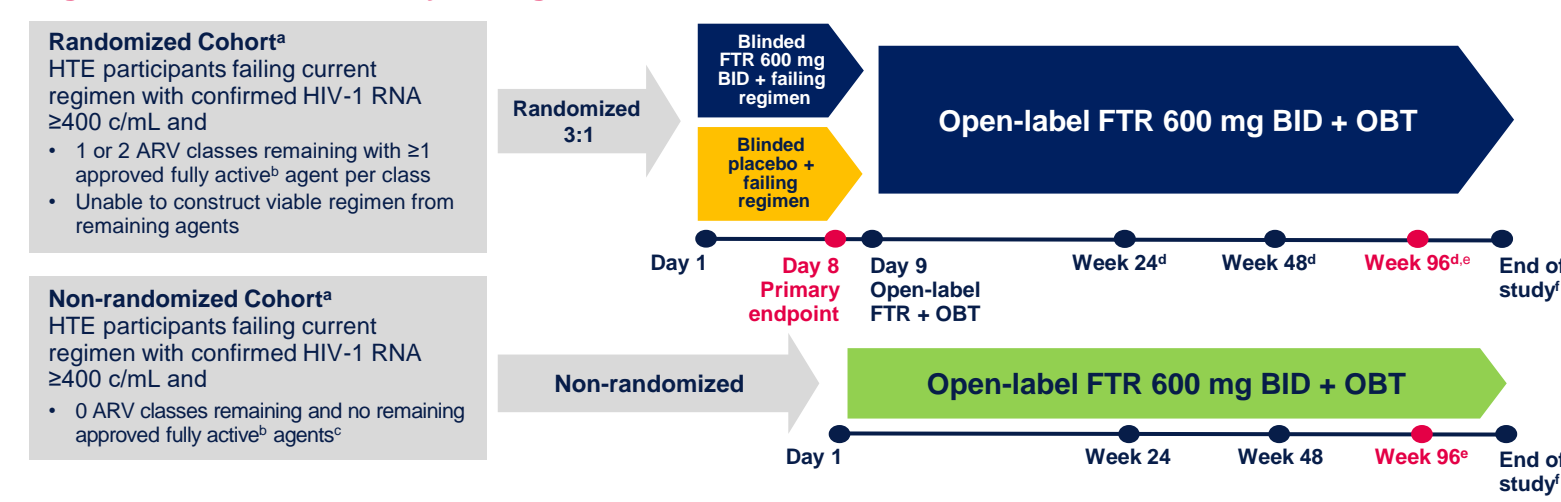 Randomized Cohortᵃ
HTE participants failing current
regimen with confirmed HIV-1 RNA
≥400 c/mL and
• 1 or 2 ARV classes remaining with ≥1
approved fully activeᵇ agent per class
• Unable to construct viable regimen from
remaining agents
Randomized
3:1
Blinded
FTR 600 mg
BID + failing
regimen
Blinded
placebo +
failing
regimen
Open-label FTR 600 mg BID + OBT
Day 1
Day 8
Primary
endpoint
Day 9
Open-label
FTR + OBT
Week 24ᵈ
Week 48ᵈ
Week 96ᵈ,ᵉ
End of
studyᶠ
Non-randomized Cohortᵃ
HTE participants failing current
regimen with confirmed HIV-1 RNA
≥400 c/mL and
• 0 ARV classes remaining and no remaining
approved fully activeᵇ agentsᶜ
Non-randomized
Open-label FTR 600 mg BID + OBT
Day 1
Week 24
Week 48
Week 96ᵉ
End of
studyᶠ